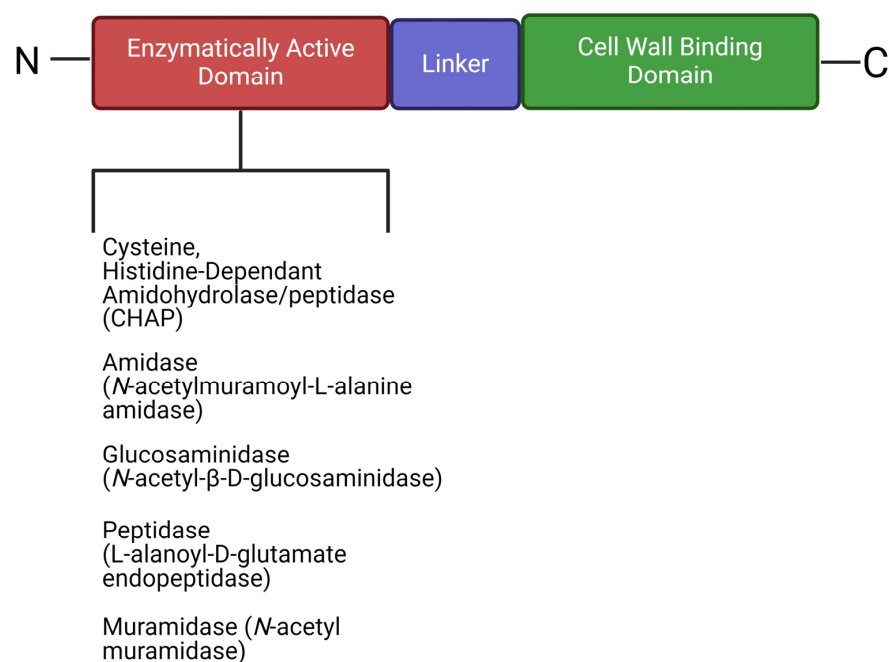 N
Enzymatically Active
Domain
Linker
Cell Wall Binding
Domain
C
Cysteine,
Histidine-Dependant
Amidohydrolase/peptidase
(CHAP)
Amidase
(N-acetylmuramoyl-L-alanine
amidase)
Glucosaminidase
(N-acetyl-β-D-glucosaminidase)
Peptidase
(L-alanoyl-D-glutamate
endopeptidase)
Muramidase (N-acetyl
muramidase)